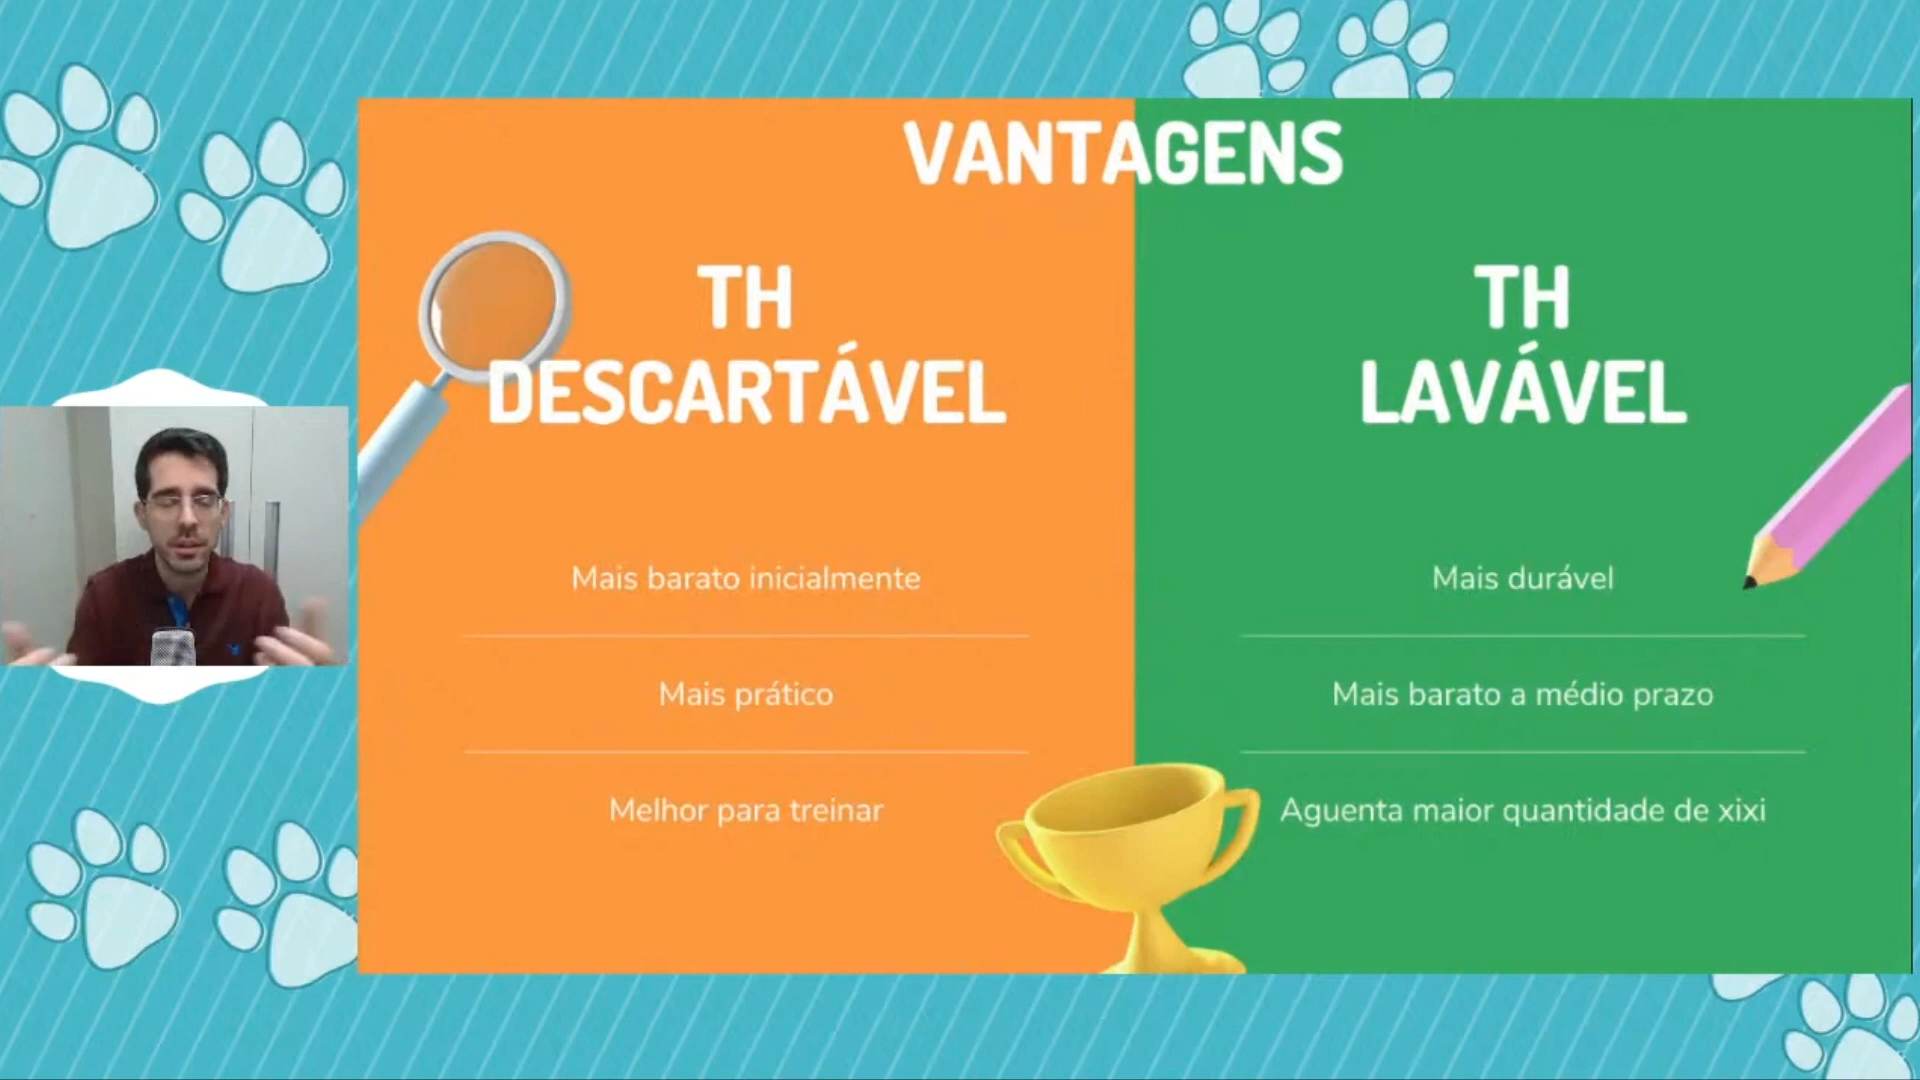 VANTAGENS
TH
DESCARTÁVEL
Mais barato inicialmente
Mais prático
Melhor para treinar
TH
LAVÁVEL
Mais durável
Mais barato a médio prazo
Aguenta maior quantidade de xixi